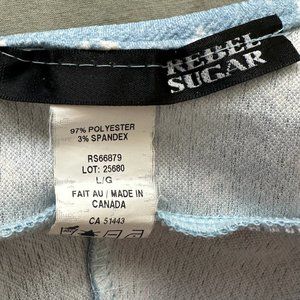 REBEL
SUGAR
97% POLYESTER
3% SPANDEX
RS66879
LOT: 25680
L/G
FAIT AU / MADE IN
CANADA
CA 51443